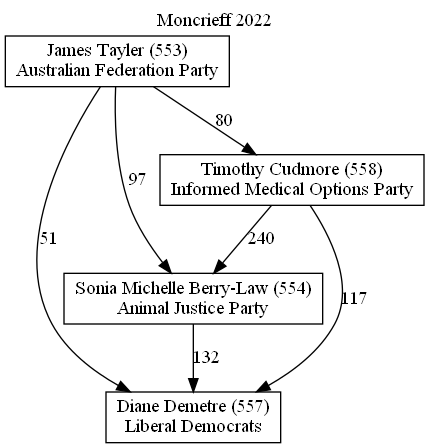 Moncrieff 2022
James Tayler (553)
Australian Federation Party
80
Timothy Cudmore (558)
Informed Medical Options Party
97
51
240
117
Sonia Michelle Berry-Law (554)
Animal Justice Party
132
Diane Demetre (557)
Liberal Democrats